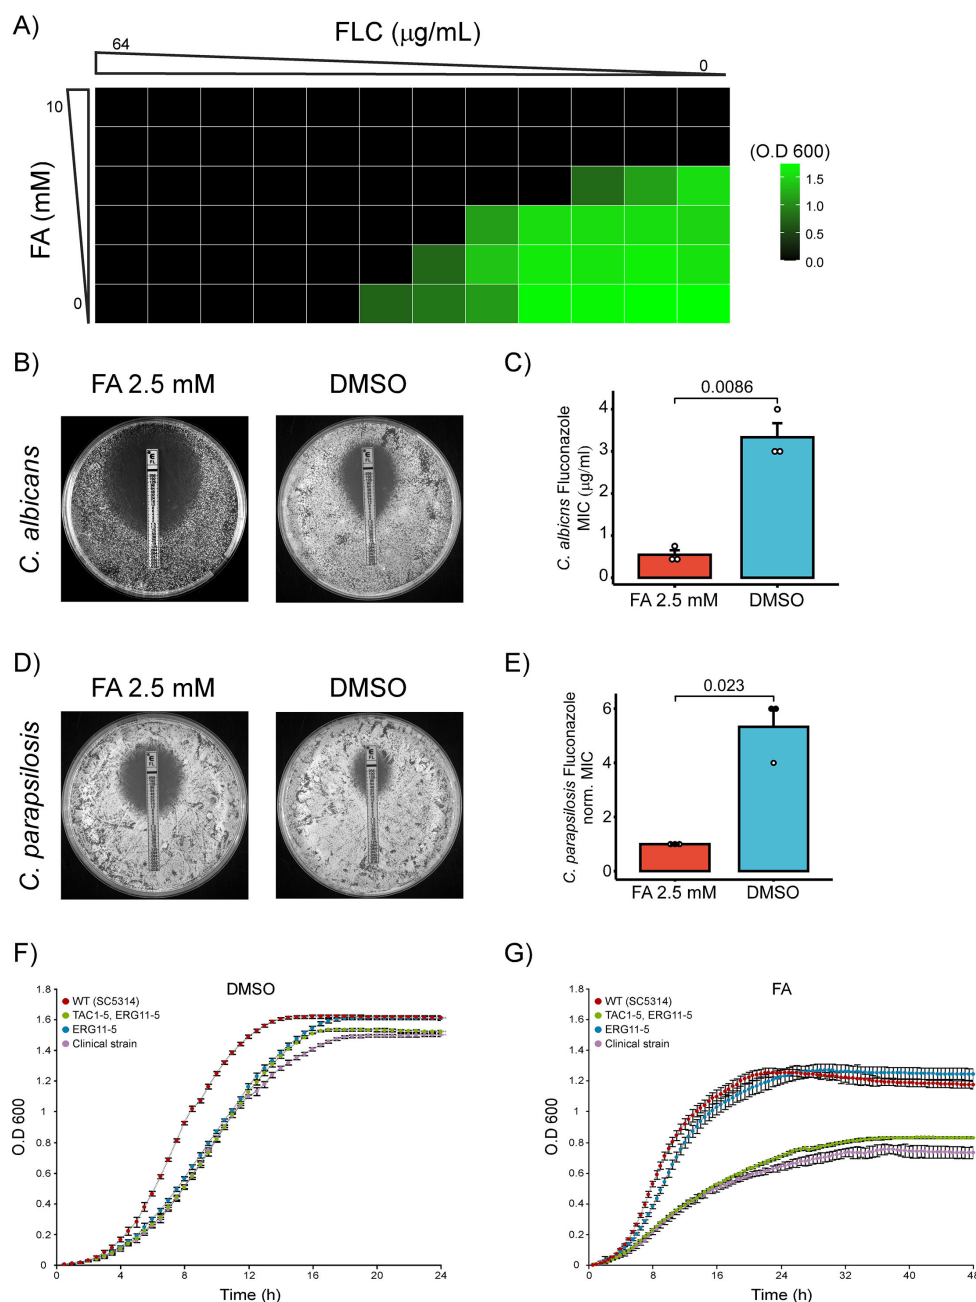 A)
FLC (μg/mL)
64
0
10
FA (mM)
0
(O.D 600)
1.5
1.0
0.5
0.0
B)
FA 2.5 mM
DMSO
C. albicans
C)
0.0086
C. albicns Fluconazole
MIC (μg/ml)
4
3
2
1
0
FA 2.5 mM
DMSO
D)
FA 2.5 mM
DMSO
C. parapsilosis
E)
0.023
C. parapsilosis Fluconazole
norm. MIC
6
4
2
0
FA 2.5 mM
DMSO
F)
DMSO
WT (SC5314)
TAC1-5, ERG11-5
ERG11-5
Clinical strain
O.D 600
1.8
1.6
1.4
1.2
1
0.8
0.6
0.4
0.2
0
0
4
8
12
16
20
24
Time (h)
G)
FA
WT (SC5314)
TAC1-5, ERG11-5
ERG11-5
Clinical strain
O.D 600
1.8
1.6
1.4
1.2
1
0.8
0.6
0.4
0.2
0
0
8
16
24
32
40
48
Time (h)